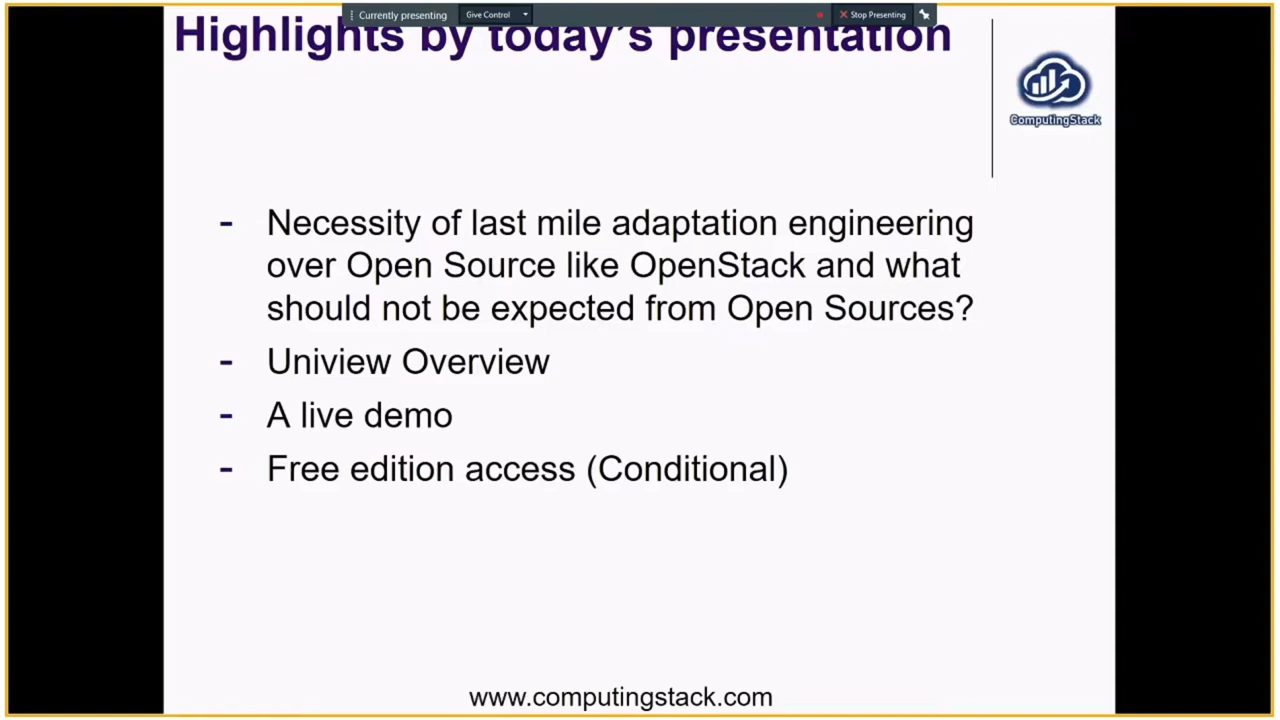 Currently presenting
Give Control
Stop Presenting
Highlights by today's presentation
ComputingStack
- Necessity of last mile adaptation engineering
over Open Source like OpenStack and what
should not be expected from Open Sources?
- Uniview Overview
- A live demo
- Free edition access (Conditional)
www.computingstack.com